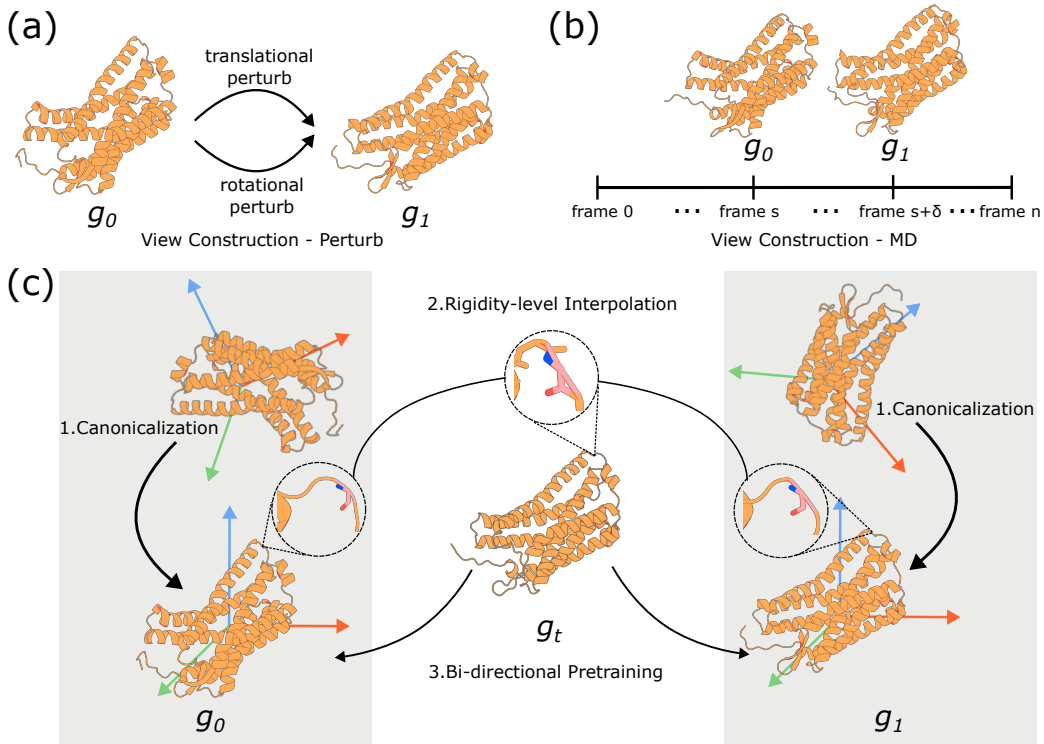 (a)
translational
perturb
rotational
perturb
g0
g1
View Construction - Perturb
(b)
g0
g1
frame 0 ··· frame s ··· frame s+δ ··· frame n
View Construction - MD
(c)
2.Rigidity-level Interpolation
1.Canonicalization
1.Canonicalization
gt
3.Bi-directional Pretraining
g0
g1